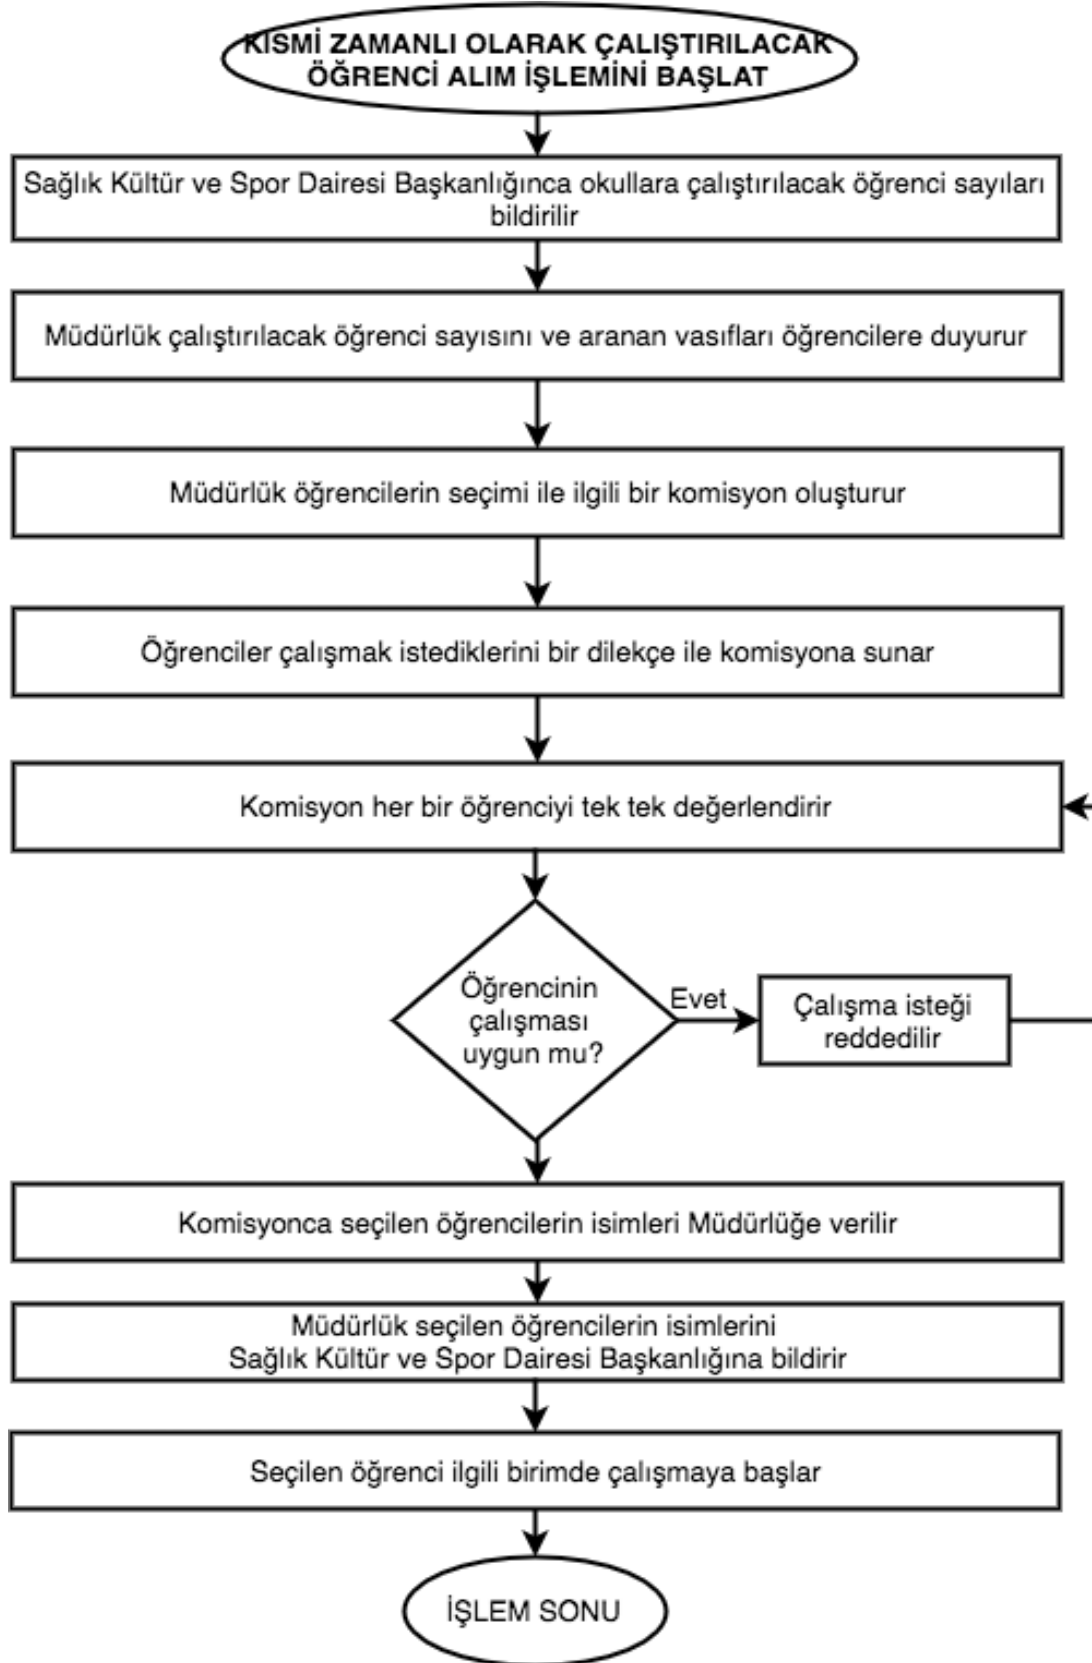 KISMİ ZAMANLI OLARAK ÇALIŞTIRILACAK
ÖĞRENCİ ALIM İŞLEMİNİ BAŞLAT
Sağlık Kültür ve Spor Dairesi Başkanlığınca okullara çalıştırılacak öğrenci sayıları
bildirilir
Müdürlük çalıştırılacak öğrenci sayısını ve aranan vasıfları öğrencilere duyurur
Müdürlük öğrencilerin seçimi ile ilgili bir komisyon oluşturur
Öğrenciler çalışmak istediklerini bir dilekçe ile komisyona sunar
Komisyon her bir öğrenciyi tek tek değerlendirir
Öğrencinin
çalışması
uygun mu?
Evet
Çalışma isteği
reddedilir
Komisyonca seçilen öğrencilerin isimleri Müdürlüğe verilir
Müdürlük seçilen öğrencilerin isimlerini
Sağlık Kültür ve Spor Dairesi Başkanlığına bildirir
Seçilen öğrenci ilgili birimde çalışmaya başlar
İŞLEM SONU